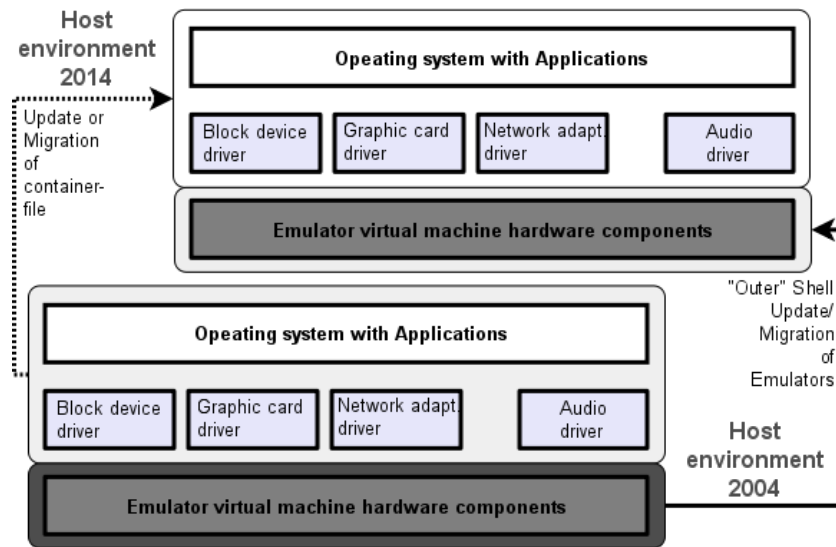 Host
environment
2014
Opeating system with Applications
Update or
Migration
of
container-
file
Block device
driver
Graphic card
driver
Network adapt.
driver
Audio
driver
Emulator virtual machine hardware components
"Outer" Shell
Update/
Migration
of
Emulators
Opeating system with Applications
Block device
driver
Graphic card
driver
Network adapt.
driver
Audio
driver
Host
environment
2004
Emulator virtual machine hardware components